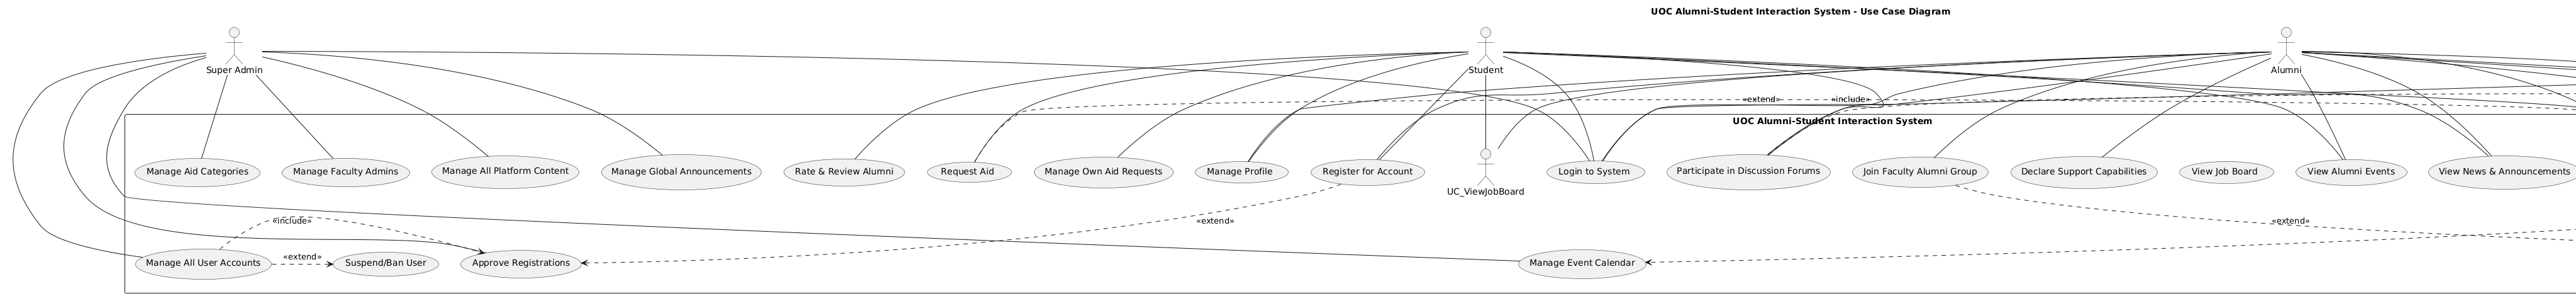 UOC Alumni-Student Interaction System - Use Case Diagram
Super Admin
Student
Alumni
«extend»
«include»
UOC Alumni-Student Interaction System
Manage Aid Categories
Manage Faculty Admins
Manage All Platform Content
Manage Global Announcements
Rate & Review Alumni
Request Aid
Manage Own Aid Requests
Manage Profile
Register for Account
UC_ViewJobBoard
Login to System
Participate in Discussion Forums
Join Faculty Alumni Group
Declare Support Capabilities
View Job Board
View Alumni Events
View News & Announcements
«include»
«extend»
«extend»
«extend»
Manage All User Accounts
Suspend/Ban User
Approve Registrations
Manage Event Calendar